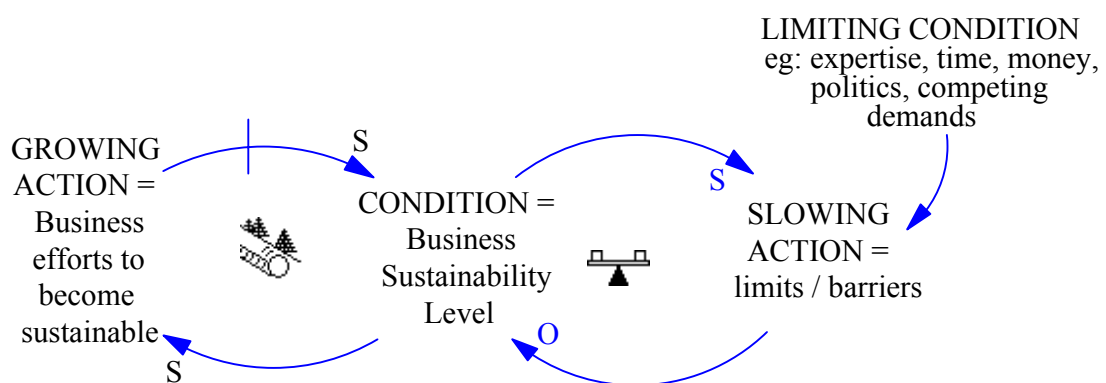 LIMITING CONDITION
eg: expertise, time, money,
politics, competing
demands
GROWING
ACTION =
Business
efforts to
become
sustainable
S
S
CONDITION =
Business
Sustainability
Level
S
O
SLOWING
ACTION =
limits / barriers